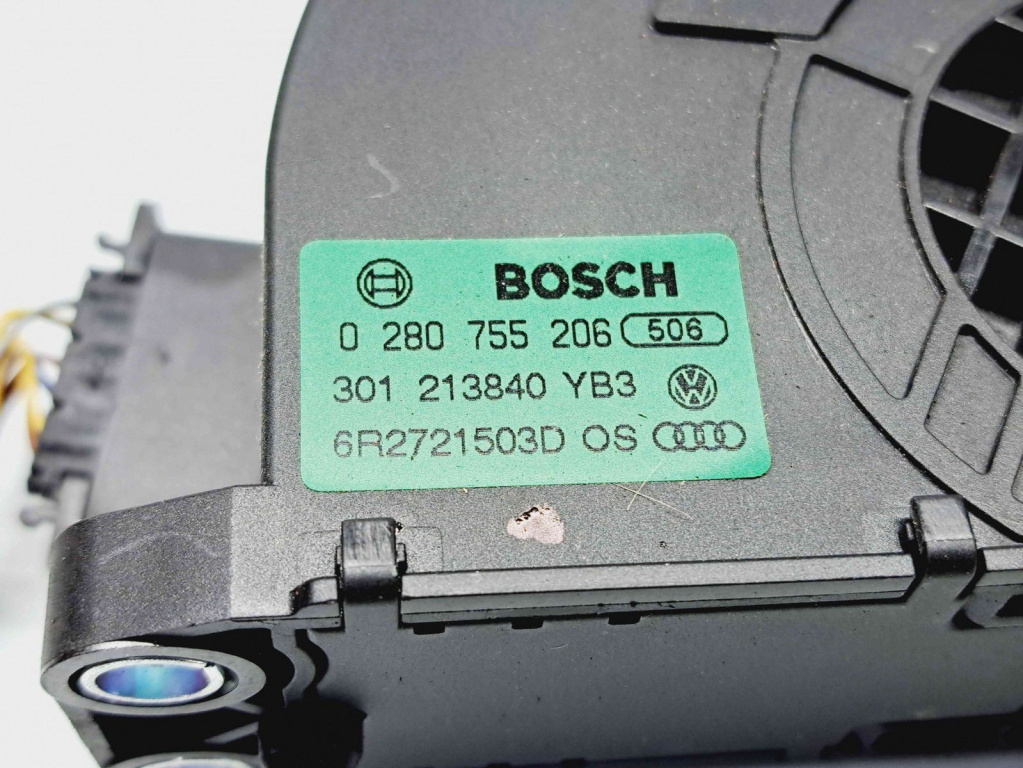 BOSCH
0 280 755 206 506
301 213840 YB3
6R2721503D OS